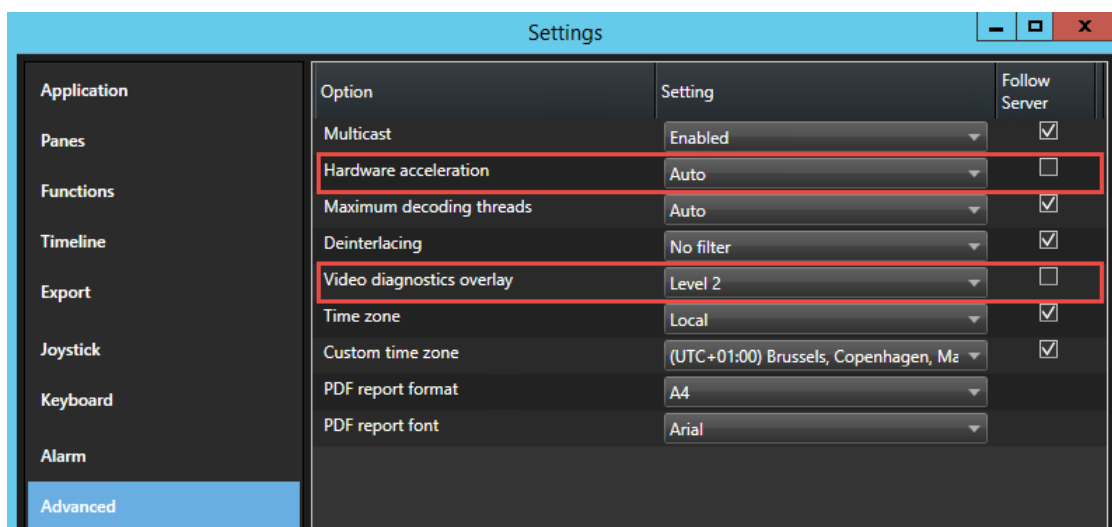 Settings
Application
Panes
Functions
Timeline
Export
Joystick
Keyboard
Alarm
Advanced
Option Setting Follow
Server
Multicast Enabled
Hardware acceleration Auto
Maximum decoding threads Auto
Deinterlacing No filter
Video diagnostics overlay Level 2
Time zone Local
Custom time zone (UTC+01:00) Brussels, Copenhagen, Ma
PDF report format A4
PDF report font Arial